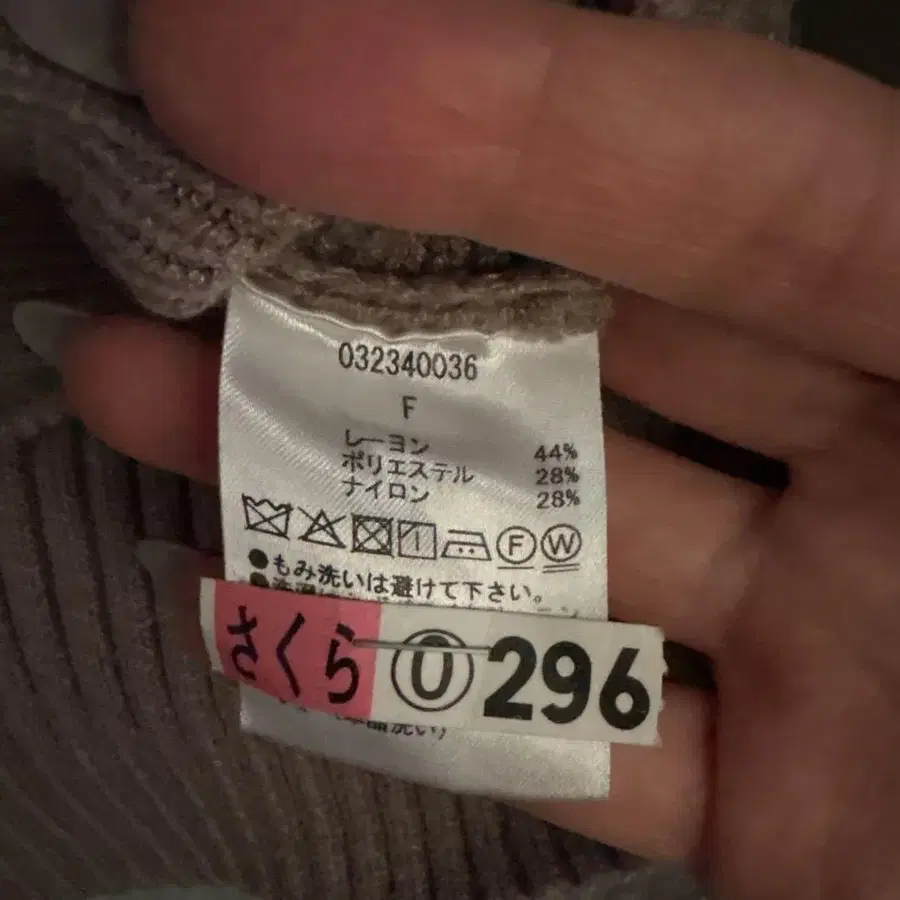 032340036
F
レーヨン 44%
ポリエステル 28%
ナイロン 28%
Ⓕ Ⓦ
●もみ洗いは避けて下さい。
さくら ⓪ 296